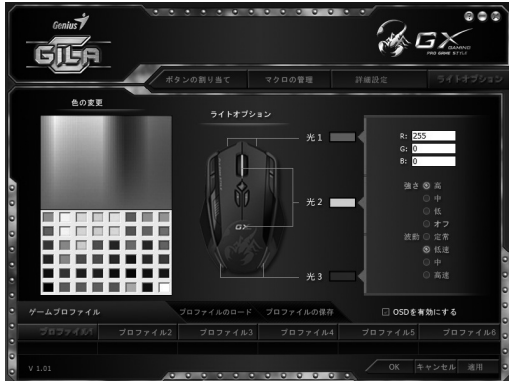 Genius
GILA
GX GAMING
PRO GAME STYLE
ボタンの割り当て マクロの管理 詳細設定 ライトオプション
色の変更
ライトオプション
光1
光2
光3
GX
R: 255
G: 0
B: 0
強さ 高
中
低
オフ
波動 定常
低速
中
高速
ゲームプロファイル プロファイルのロード プロファイルの保存 OSDを有効にする
プロファイル1 プロファイル2 プロファイル3 プロファイル4 プロファイル5 プロファイル6
V 1.01 OK キャンセル 適用